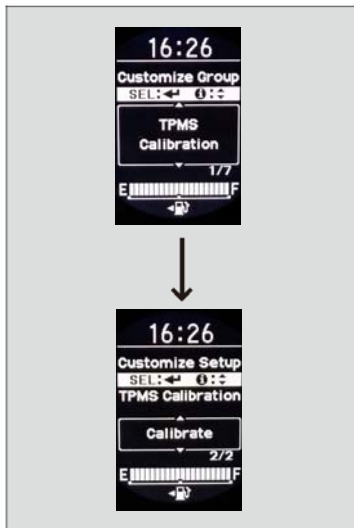 16:26
Customize Group
SEL:↵ i:⬍
TPMS
Calibration
1/7
E F
16:26
Customize Setup
SEL:↵ i:⬍
TPMS Calibration
Calibrate
2/2
E F